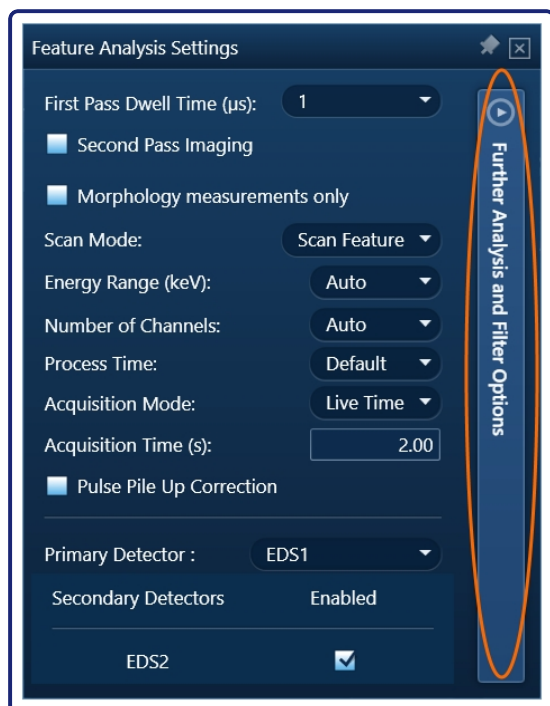 Feature Analysis Settings
First Pass Dwell Time (µs): 1
Second Pass Imaging
Morphology measurements only
Scan Mode: Scan Feature
Energy Range (keV): Auto
Number of Channels: Auto
Process Time: Default
Acquisition Mode: Live Time
Acquisition Time (s): 2.00
Pulse Pile Up Correction
Primary Detector : EDS1
Secondary Detectors Enabled
EDS2
Further Analysis and Filter Options